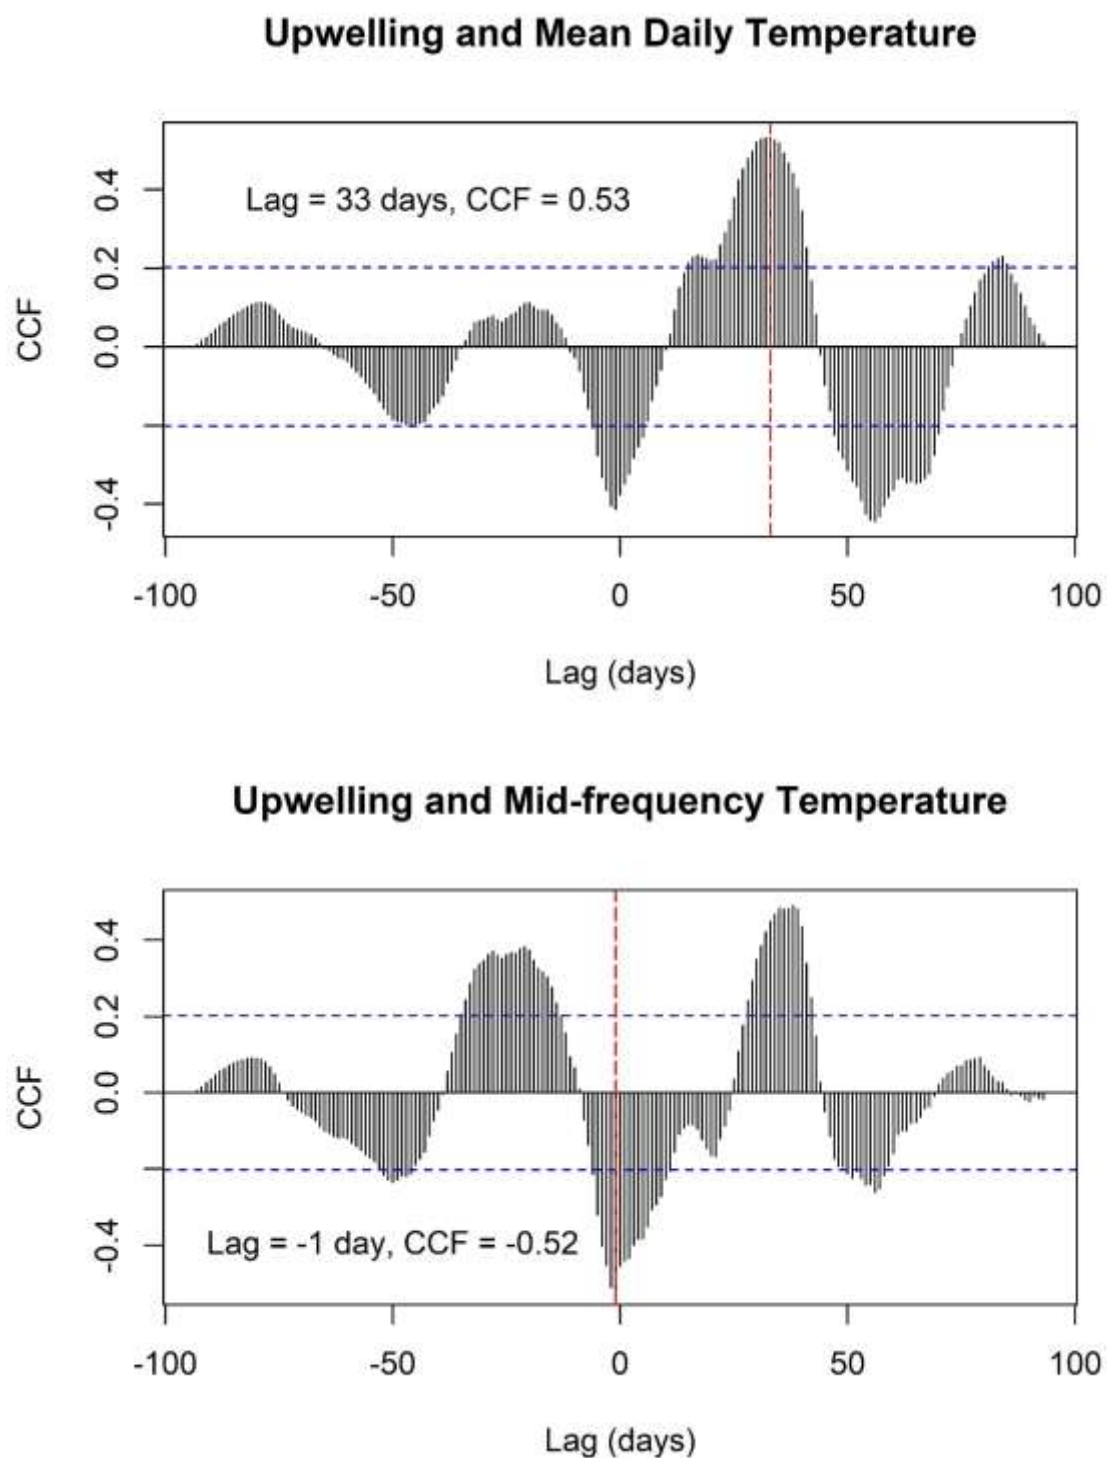 Upwelling and Mean Daily Temperature
CCF
0.4
0.2
0.0
-0.4
Lag = 33 days, CCF = 0.53
-100
-50
0
50
100
Lag (days)
Upwelling and Mid-frequency Temperature
CCF
0.4
0.2
0.0
-0.4
Lag = -1 day, CCF = -0.52
-100
-50
0
50
100
Lag (days)